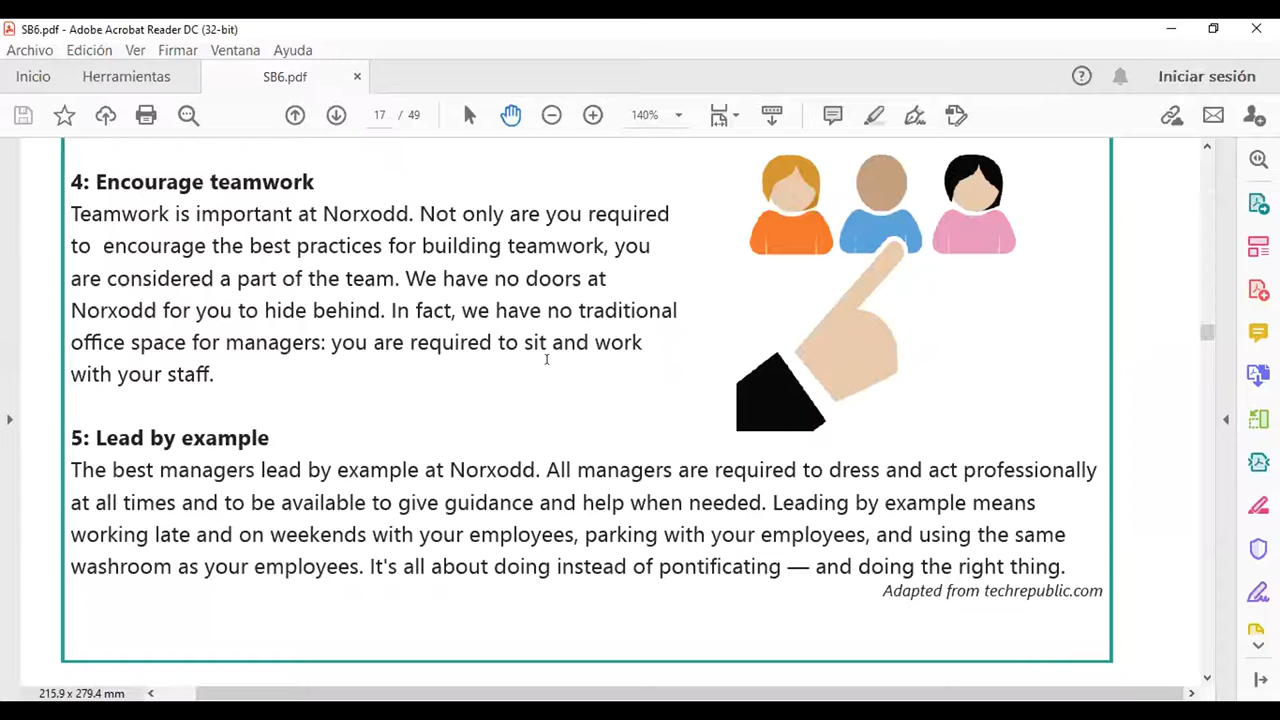 SB6.pdf - Adobe Acrobat Reader DC (32-bit)
Archivo Edición Ver Firmar Ventana Ayuda
Inicio Herramientas SB6.pdf × Iniciar sesión
17 / 49 140%
4: Encourage teamwork
Teamwork is important at Norxodd. Not only are you required
to encourage the best practices for building teamwork, you
are considered a part of the team. We have no doors at
Norxodd for you to hide behind. In fact, we have no traditional
office space for managers: you are required to sit and work
with your staff.
5: Lead by example
The best managers lead by example at Norxodd. All managers are required to dress and act professionally
at all times and to be available to give guidance and help when needed. Leading by example means
working late and on weekends with your employees, parking with your employees, and using the same
washroom as your employees. It's all about doing instead of pontificating — and doing the right thing.
Adapted from techrepublic.com
215.9 x 279.4 mm